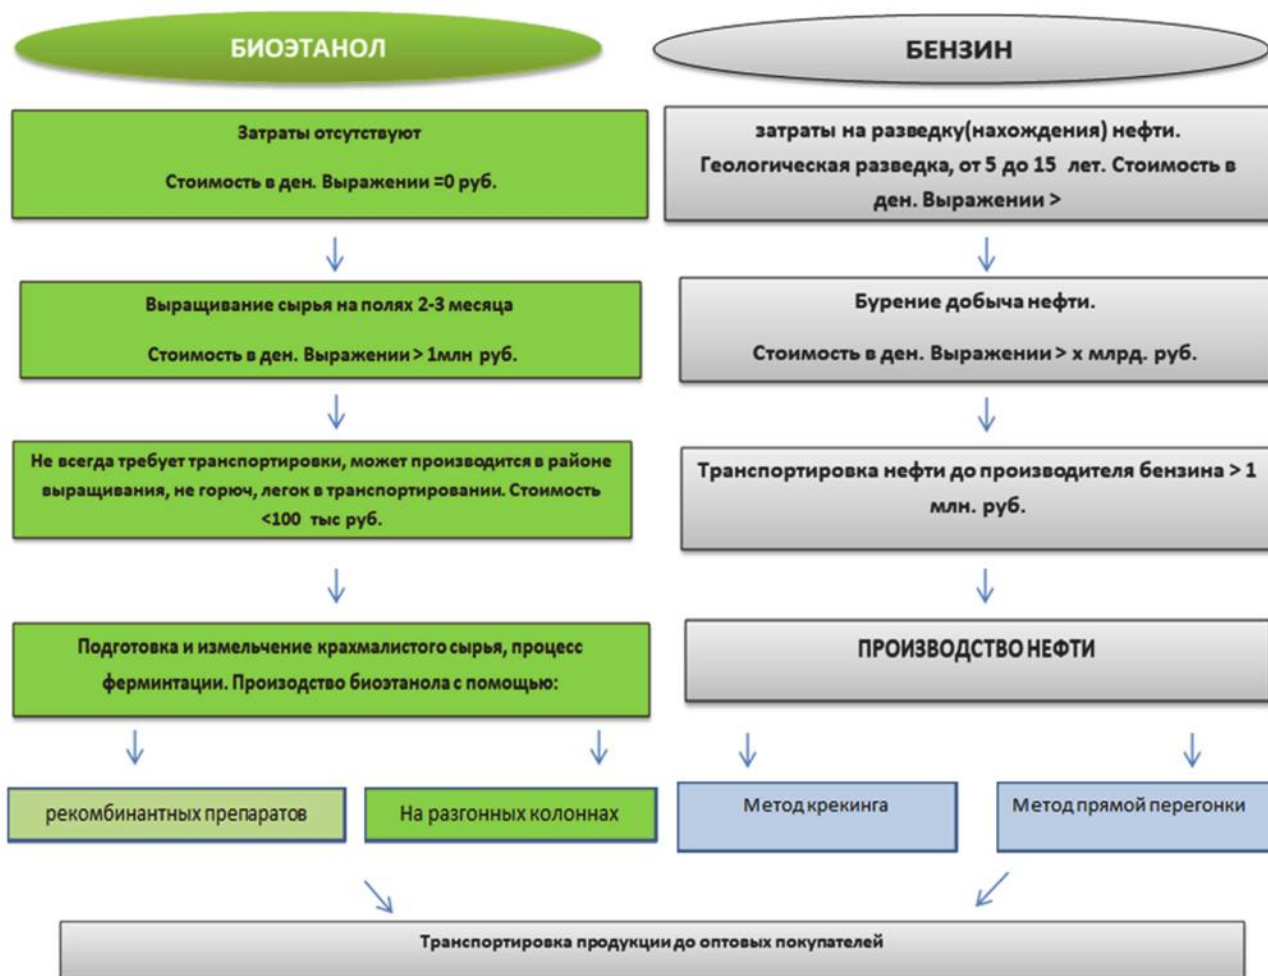 БИОЭТАНОЛ
БЕНЗИН
Затраты отсутствуют
Стоимость в ден. Выражении =0 руб.
затраты на разведку(нахождения) нефти.
Геологическая разведка, от 5 до 15 лет. Стоимость в
ден. Выражении >
Выращивание сырья на полях 2-3 месяца
Стоимость в ден. Выражении > 1млн руб.
Бурение добыча нефти.
Стоимость в ден. Выражении > х млрд. руб.
Не всегда требует транспортировки, может производится в районе
выращивания, не горюч, легок в транспортировании. Стоимость
<100 тыс руб.
Транспортировка нефти до производителя бензина > 1
млн. руб.
Подготовка и измельчение крахмалистого сырья, процесс
ферминтации. Произодство биоэтанола с помощью:
ПРОИЗВОДСТВО НЕФТИ
рекомбинантных препаратов
На разгонных колоннах
Метод крекинга
Метод прямой перегонки
Транспортировка продукции до оптовых покупателей